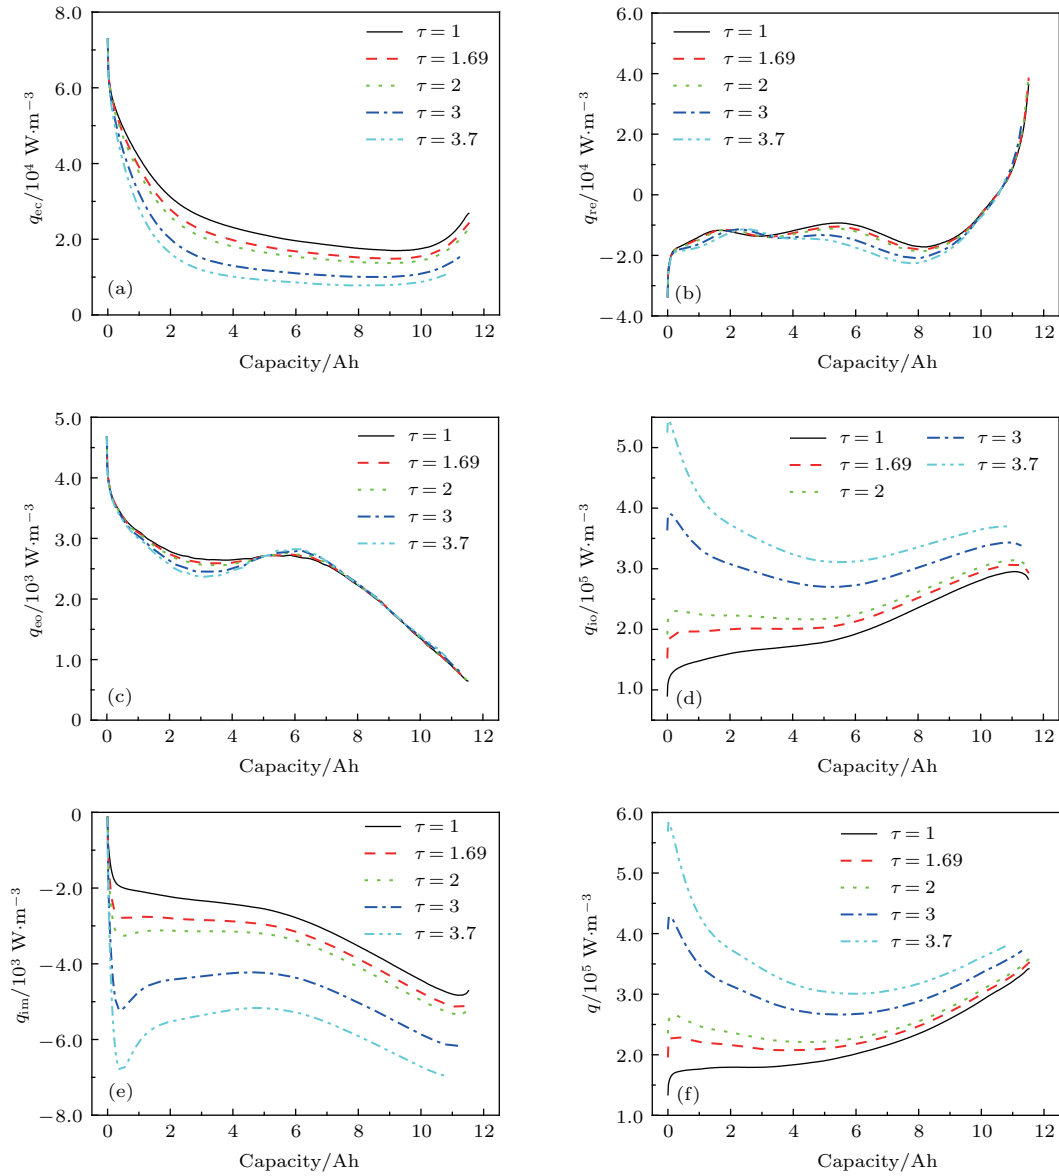 8.0
6.0
4.0
2.0
0
q_ec/10^4 W·m^−3
τ = 1
τ = 1.69
τ = 2
τ = 3
τ = 3.7
(a)
0 2 4 6 8 10 12
Capacity/Ah
6.0
4.0
2.0
0
−2.0
−4.0
q_re/10^4 W·m^−3
τ = 1
τ = 1.69
τ = 2
τ = 3
τ = 3.7
(b)
0 2 4 6 8 10 12
Capacity/Ah
5.0
4.0
3.0
2.0
1.0
0
q_eo/10^3 W·m^−3
τ = 1
τ = 1.69
τ = 2
τ = 3
τ = 3.7
(c)
0 2 4 6 8 10 12
Capacity/Ah
5.0
4.0
3.0
2.0
1.0
q_io/10^5 W·m^−3
τ = 1 τ = 3
τ = 1.69 τ = 3.7
τ = 2
(d)
0 2 4 6 8 10 12
Capacity/Ah
0
−2.0
−4.0
−6.0
−8.0
q_im/10^3 W·m^−3
τ = 1
τ = 1.69
τ = 2
τ = 3
τ = 3.7
(e)
0 2 4 6 8 10 12
Capacity/Ah
6.0
5.0
4.0
3.0
2.0
1.0
q/10^5 W·m^−3
τ = 1
τ = 1.69
τ = 2
τ = 3
τ = 3.7
(f)
0 2 4 6 8 10 12
Capacity/Ah